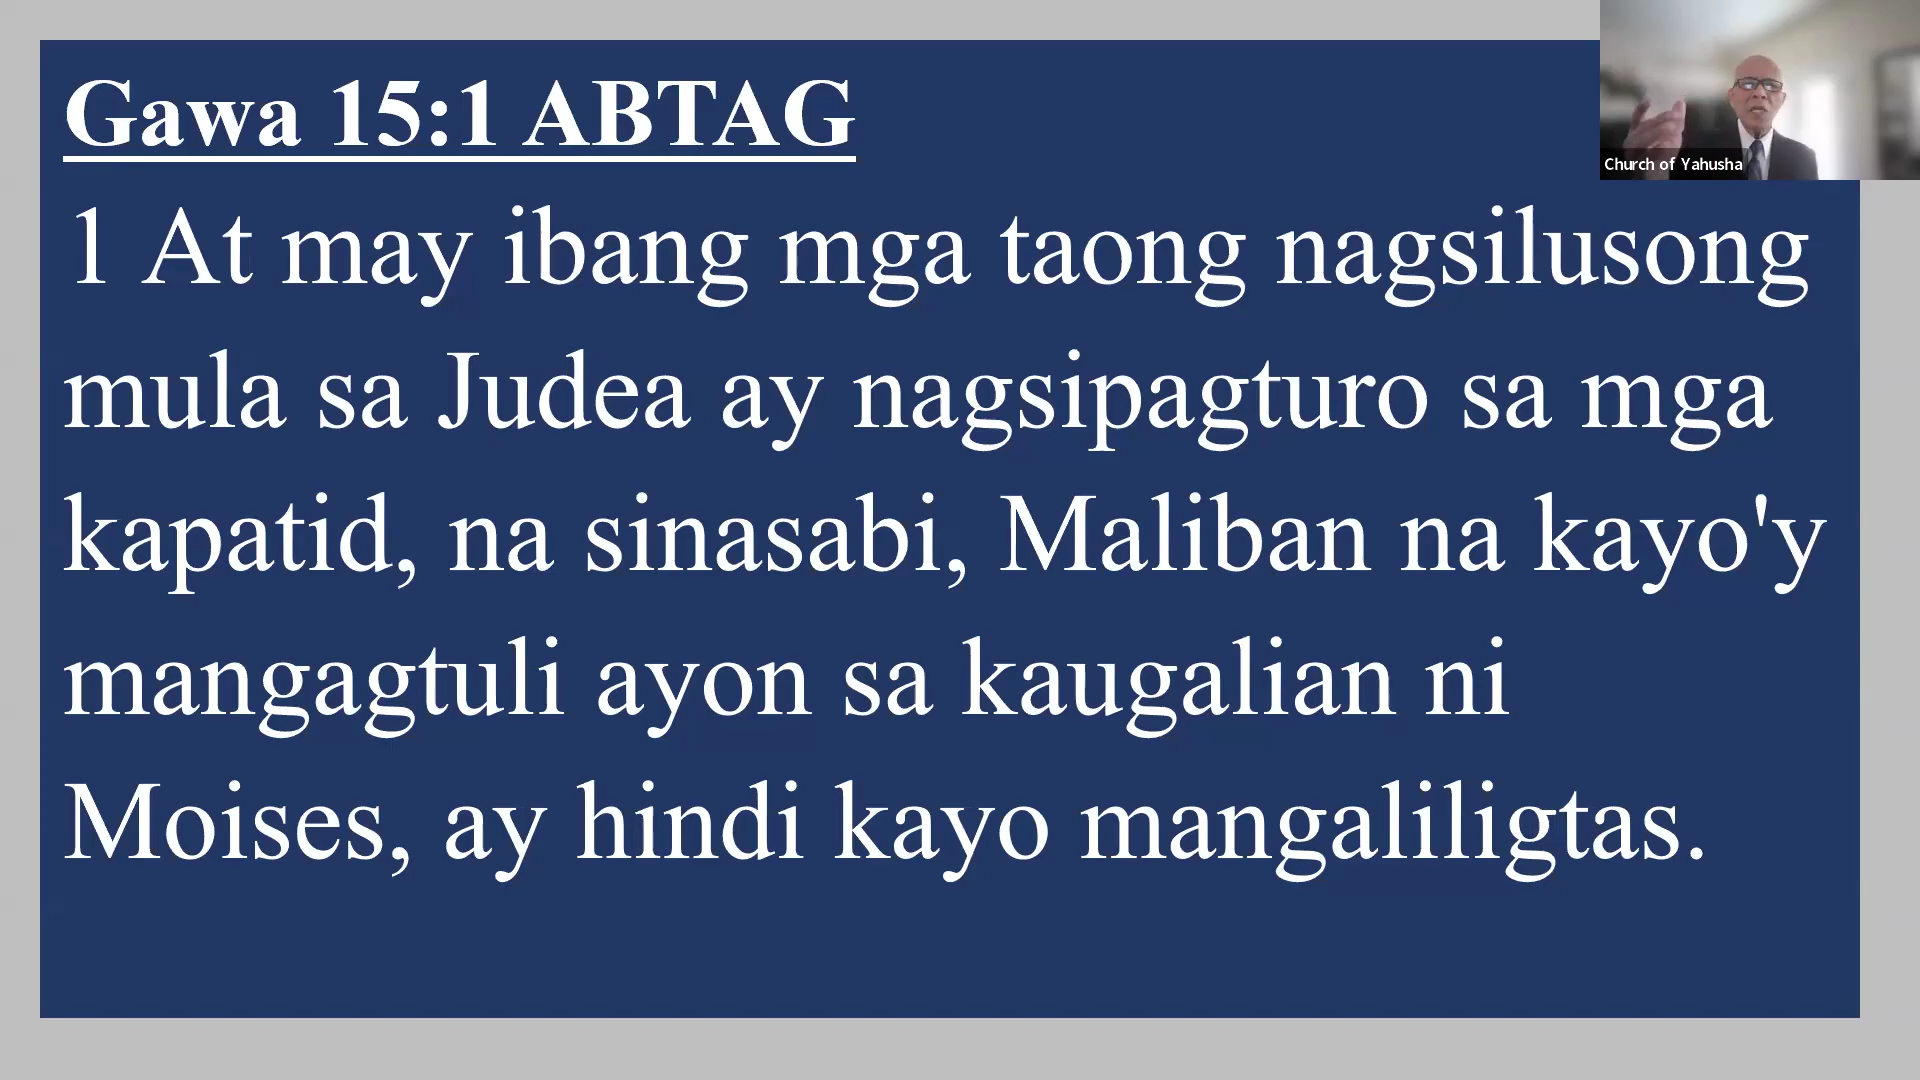 Gawa 15:1 ABTAG
Church of Yahusha
1 At may ibang mga taong nagsilusong
mula sa Judea ay nagsipagturo sa mga
kapatid, na sinasabi, Maliban na kayo'y
mangagtuli ayon sa kaugalian ni
Moises, ay hindi kayo mangaliligtas.